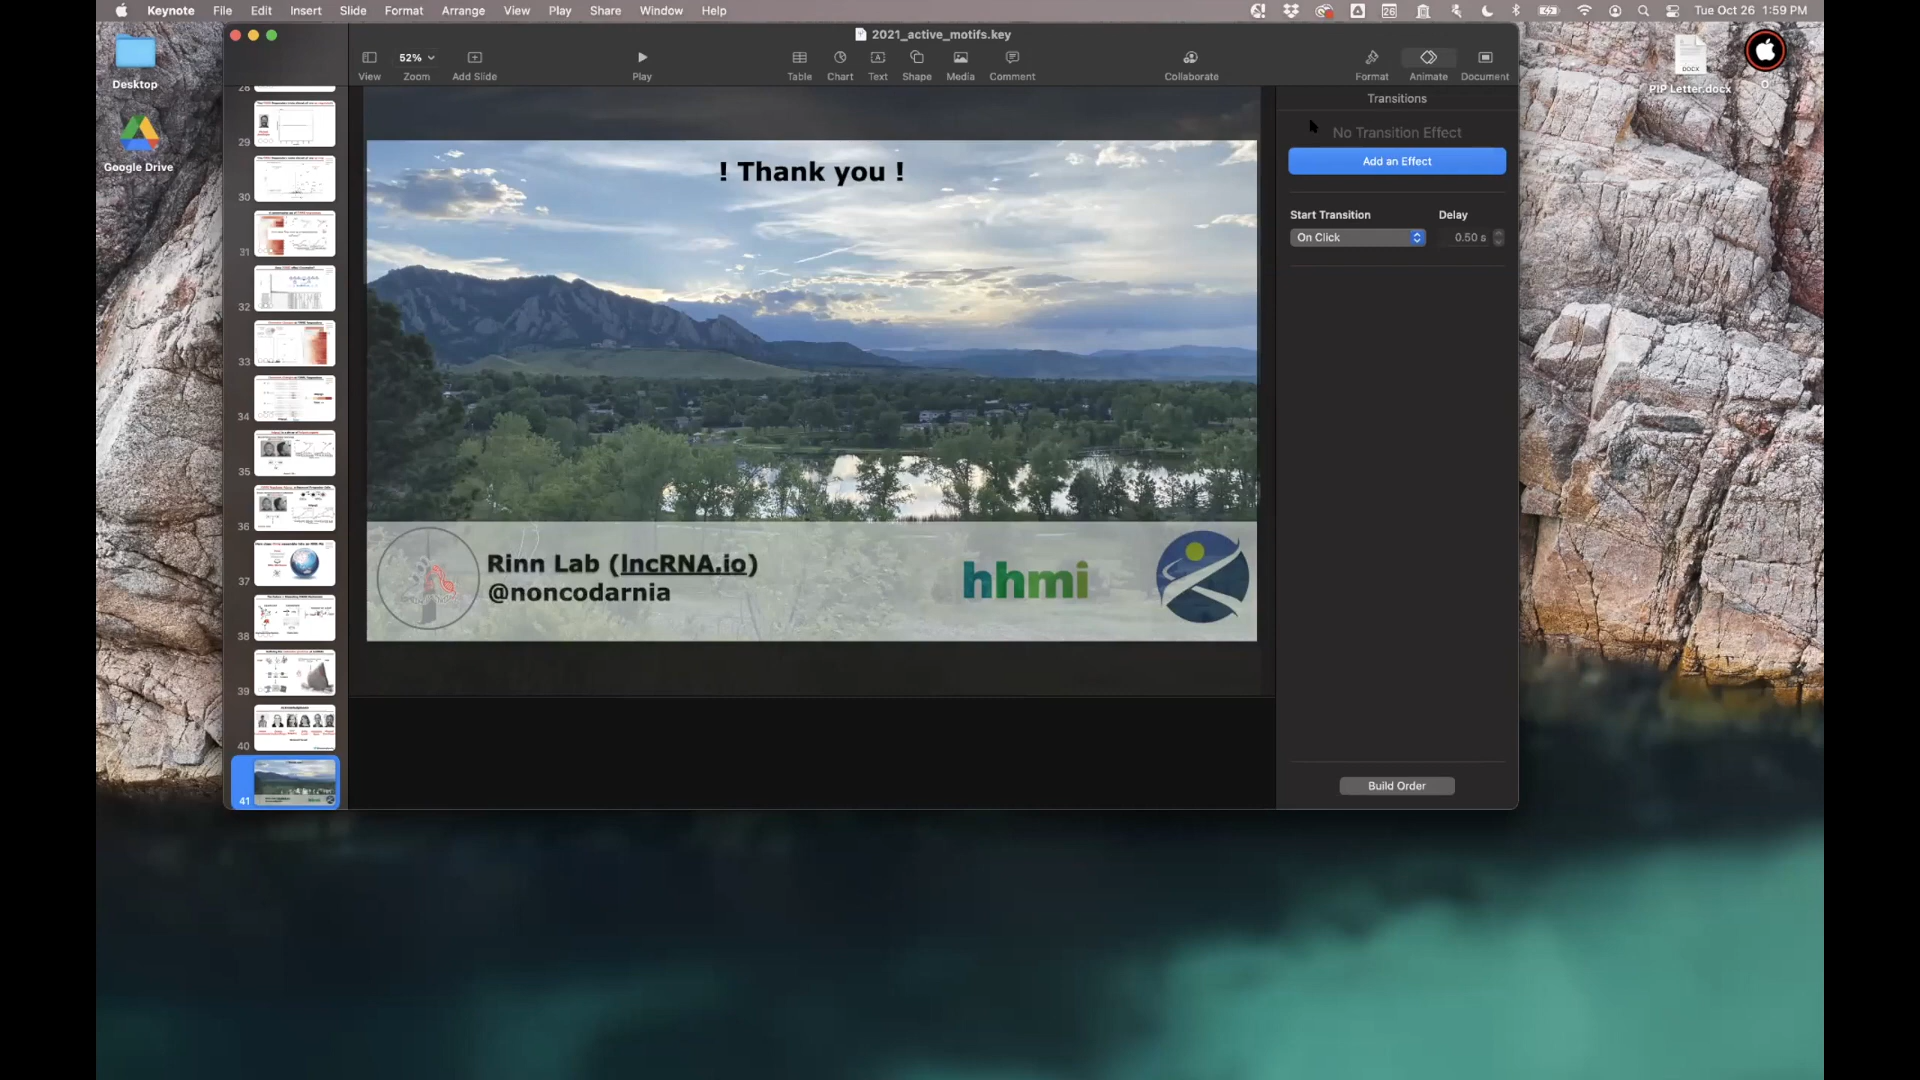 Keynote File Edit Insert Slide Format Arrange View Play Share Window Help
26
Tue Oct 26 1:59 PM
2021_active_motifs.key
52%
View Zoom Add Slide Play Table Chart Text Shape Media Comment Collaborate Format Animate Document
Desktop
Google Drive
DOCX
PIP Letter.docx
Transitions
No Transition Effect
Add an Effect
Start Transition Delay
On Click 0.50 s
Build Order
28
29
30
31
32
33
34
35
36
37
38
39
40
41
! Thank you !
Rinn Lab (lncRNA.io)
@noncodarnia
hhmi